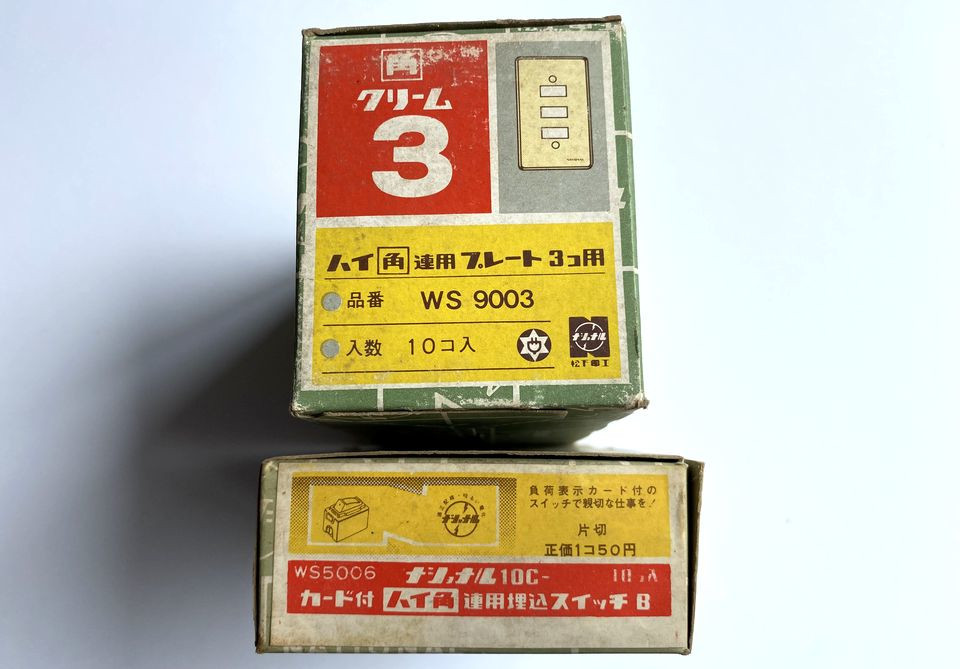 角
クリーム
3
NATIONAL
ハイ角連用プレート3コ用
品番 WS 9003
入数 10コ入
ナショナル
松下電工
負荷表示カード付の
スイッチで親切な仕事を!
ナショナル
片切
正価1コ50円
WS5006 ナショナル10C- 10コ入
カード付 ハイ角 連用埋込スイッチB
NATIONAL